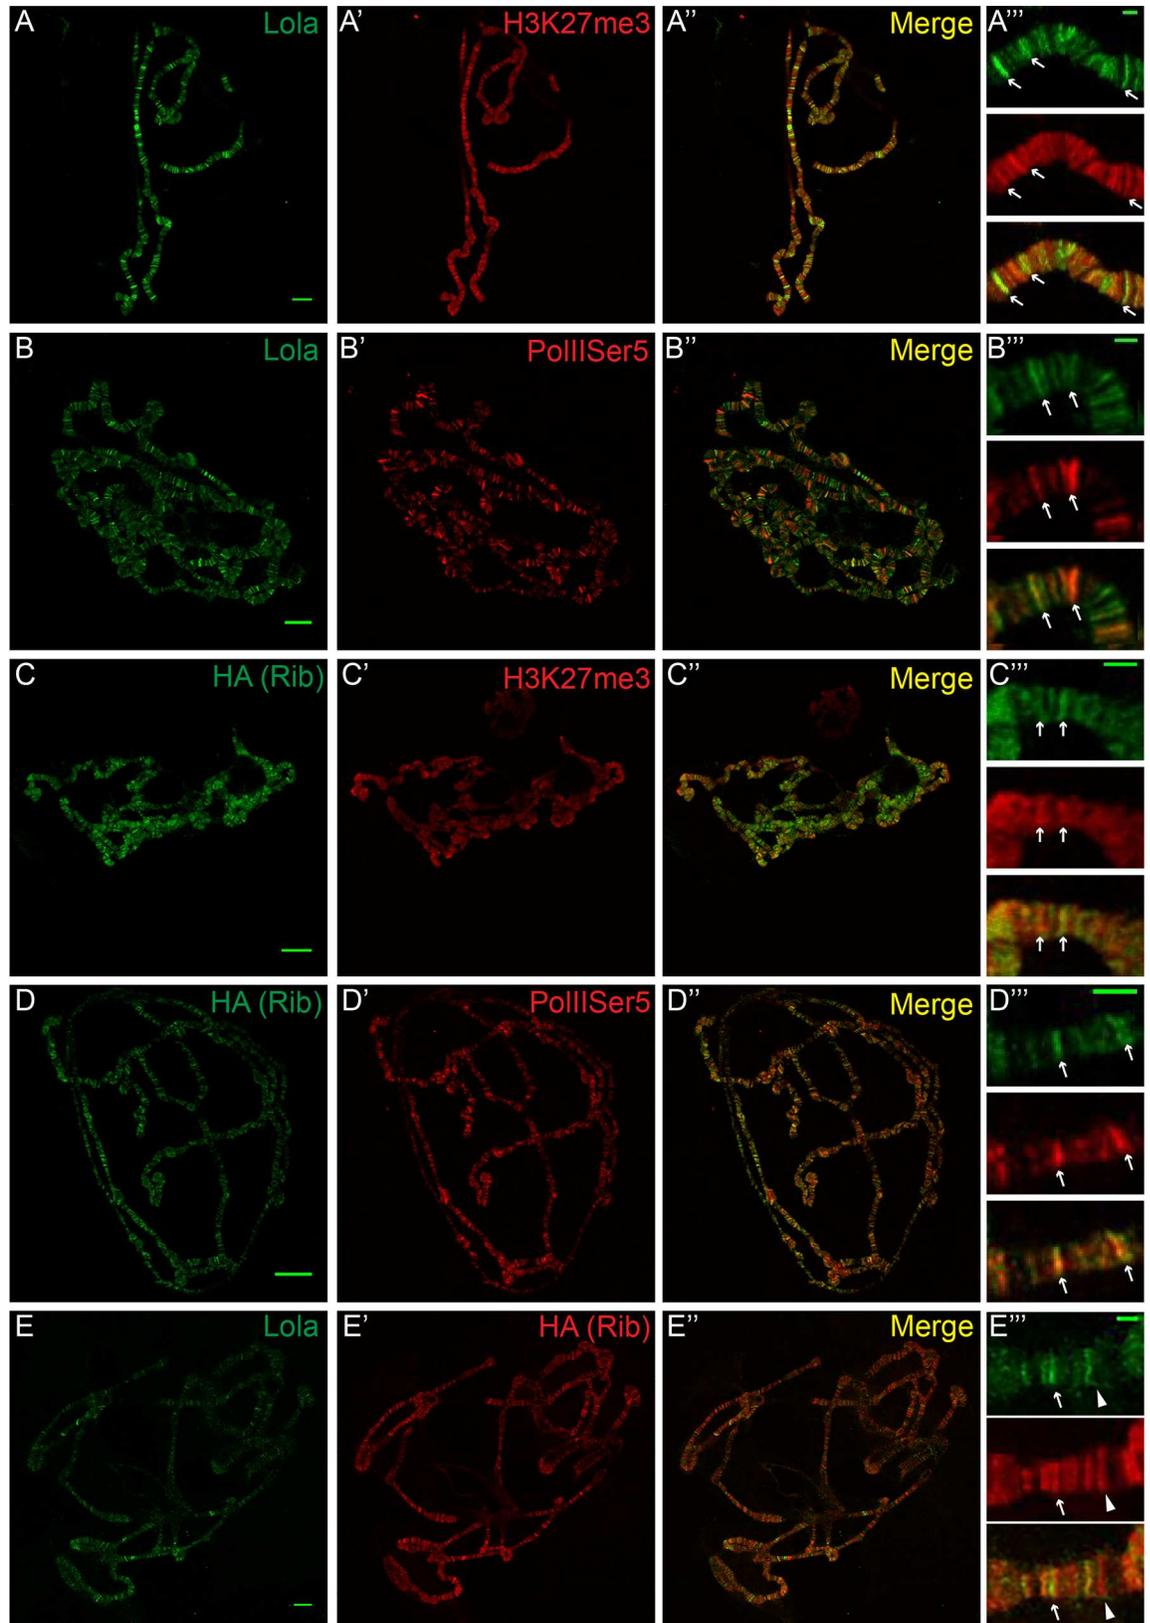 A Lola A' H3K27me3 A'' Merge A'''
B Lola B' PolIISer5 B'' Merge B'''
C HA (Rib) C' H3K27me3 C'' Merge C'''
D HA (Rib) D' PolIISer5 D'' Merge D'''
E Lola E' HA (Rib) E'' Merge E'''